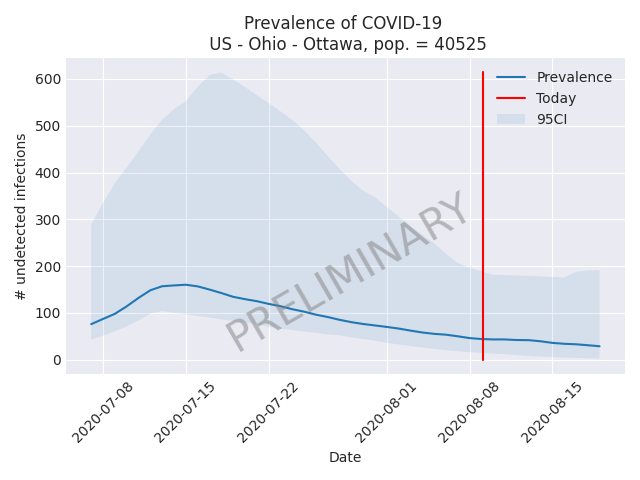 Prevalence of COVID-19
US - Ohio - Ottawa, pop. = 40525
Prevalence
Today
95CI
PRELIMINARY
# undetected infections
600
500
400
300
200
100
0
2020-07-08
2020-07-15
2020-07-22
2020-08-01
2020-08-08
2020-08-15
Date